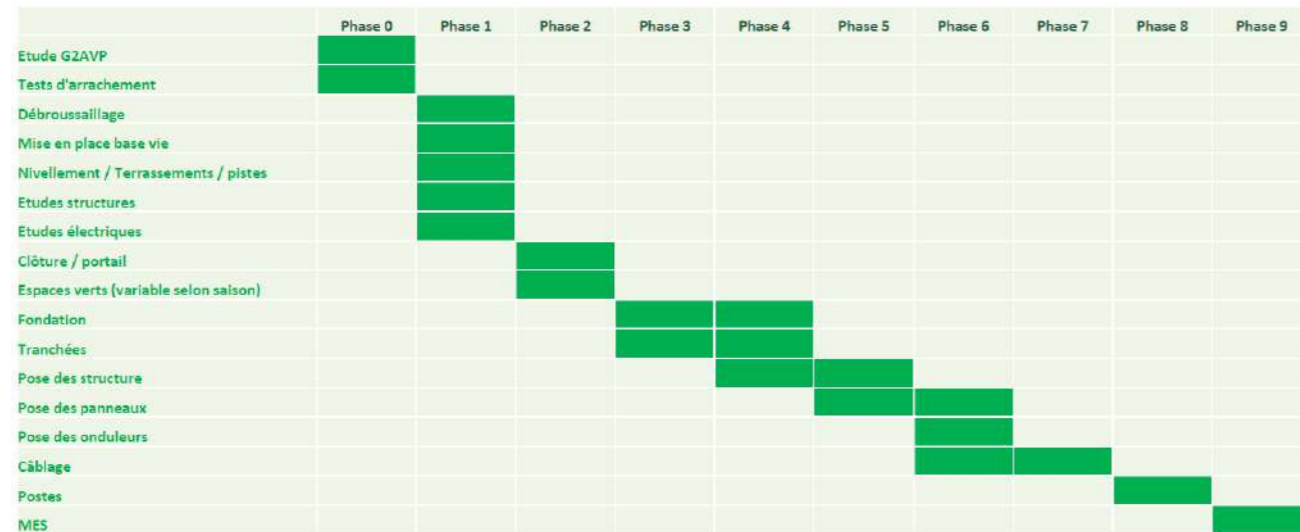 Phase 0 Phase 1 Phase 2 Phase 3 Phase 4 Phase 5 Phase 6 Phase 7 Phase 8 Phase 9
Etude G2AVP
Tests d'arrachement
Débroussaillage
Mise en place base vie
Nivellement / Terrassements / pistes
Etudes structures
Etudes électriques
Clôture / portail
Espaces verts (variable selon saison)
Fondation
Tranchées
Pose des structure
Pose des panneaux
Pose des onduleurs
Câblage
Postes
MES